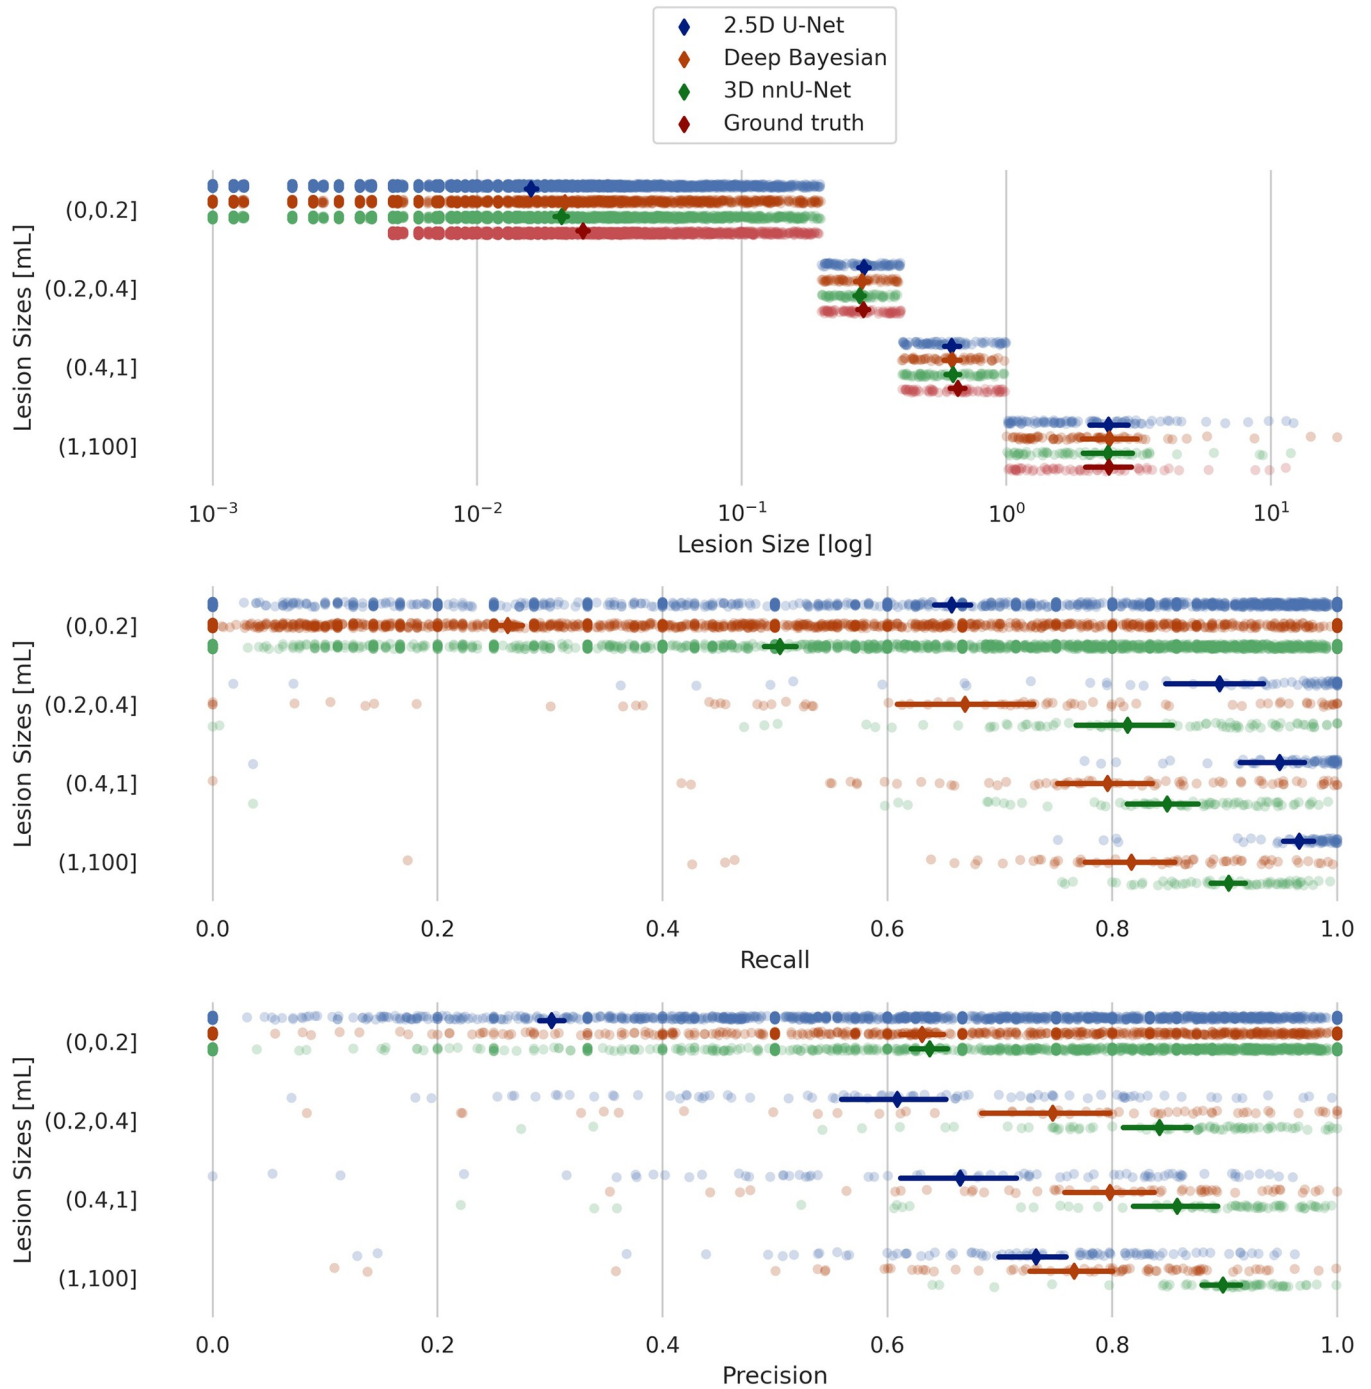 2.5D U-Net
Deep Bayesian
3D nnU-Net
Ground truth
Lesion Sizes [mL]
(0,0.2]
(0.2,0.4]
(0.4,1]
(1,100]
10⁻³ 10⁻² 10⁻¹ 10⁰ 10¹
Lesion Size [log]
Lesion Sizes [mL]
(0,0.2]
(0.2,0.4]
(0.4,1]
(1,100]
0.0 0.2 0.4 0.6 0.8 1.0
Recall
Lesion Sizes [mL]
(0,0.2]
(0.2,0.4]
(0.4,1]
(1,100]
0.0 0.2 0.4 0.6 0.8 1.0
Precision